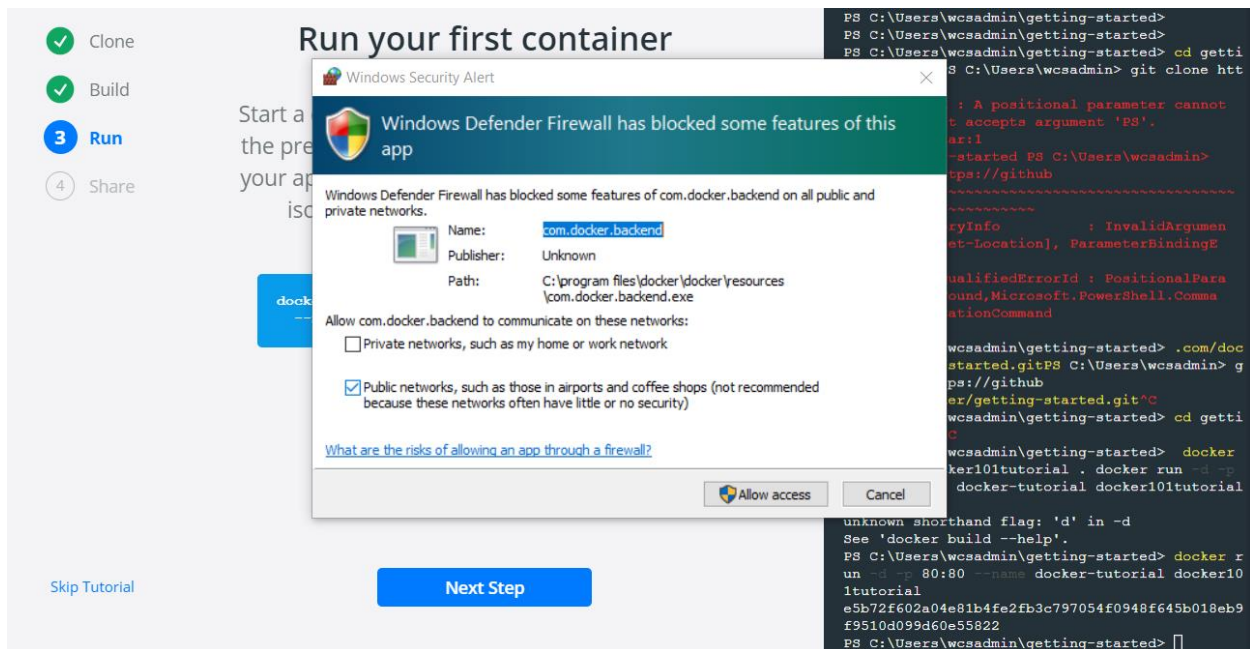 Clone
Build
3 Run
4 Share
Run your first container
Start a
the pre
your ap
docke
Skip Tutorial
Next Step
Windows Security Alert
Windows Defender Firewall has blocked some features of this
app
Windows Defender Firewall has blocked some features of com.docker.backend on all public and
private networks.
Name: com.docker.backend
Publisher: Unknown
Path: C:\program files\docker\docker\resources
\com.docker.backend.exe
Allow com.docker.backend to communicate on these networks:
Private networks, such as my home or work network
Public networks, such as those in airports and coffee shops (not recommended
because these networks often have little or no security)
What are the risks of allowing an app through a firewall?
Allow access
Cancel
PS C:\Users\wcsadmin\getting-started>
PS C:\Users\wcsadmin\getting-started>
PS C:\Users\wcsadmin\getting-started> cd getti
S C:\Users\wcsadmin> git clone htt
: A positional parameter cannot
t accepts argument 'PS'.
ar:1
-started PS C:\Users\wcsadmin>
tps://github
~~~~~~~~~~~~~~~~~~~~~~~~~~~~~~~~~~
~~~~~~~~~~
ryInfo : InvalidArgumen
et-Location], ParameterBindingE
ualifiedErrorId : PositionalPara
ound,Microsoft.PowerShell.Comma
ationCommand
wcsadmin\getting-started> .com/doc
started.gitPS C:\Users\wcsadmin> g
ps://github
er/getting-started.git^C
wcsadmin\getting-started> cd getti
C
wcsadmin\getting-started> docker
ker101tutorial . docker run -d -p
docker-tutorial docker101tutorial
unknown shorthand flag: 'd' in -d
See 'docker build --help'.
PS C:\Users\wcsadmin\getting-started> docker r
un -d -p 80:80 --name docker-tutorial docker10
1tutorial
e5b72f602a04e81b4fe2fb3c797054f0948f645b018eb9
f9510d099d60e55822
PS C:\Users\wcsadmin\getting-started>